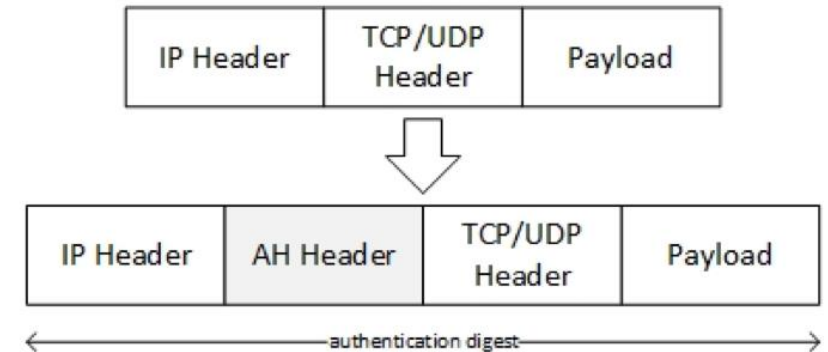 IP Header
TCP/UDP
Header
Payload
IP Header
AH Header
TCP/UDP
Header
Payload
authentication digest